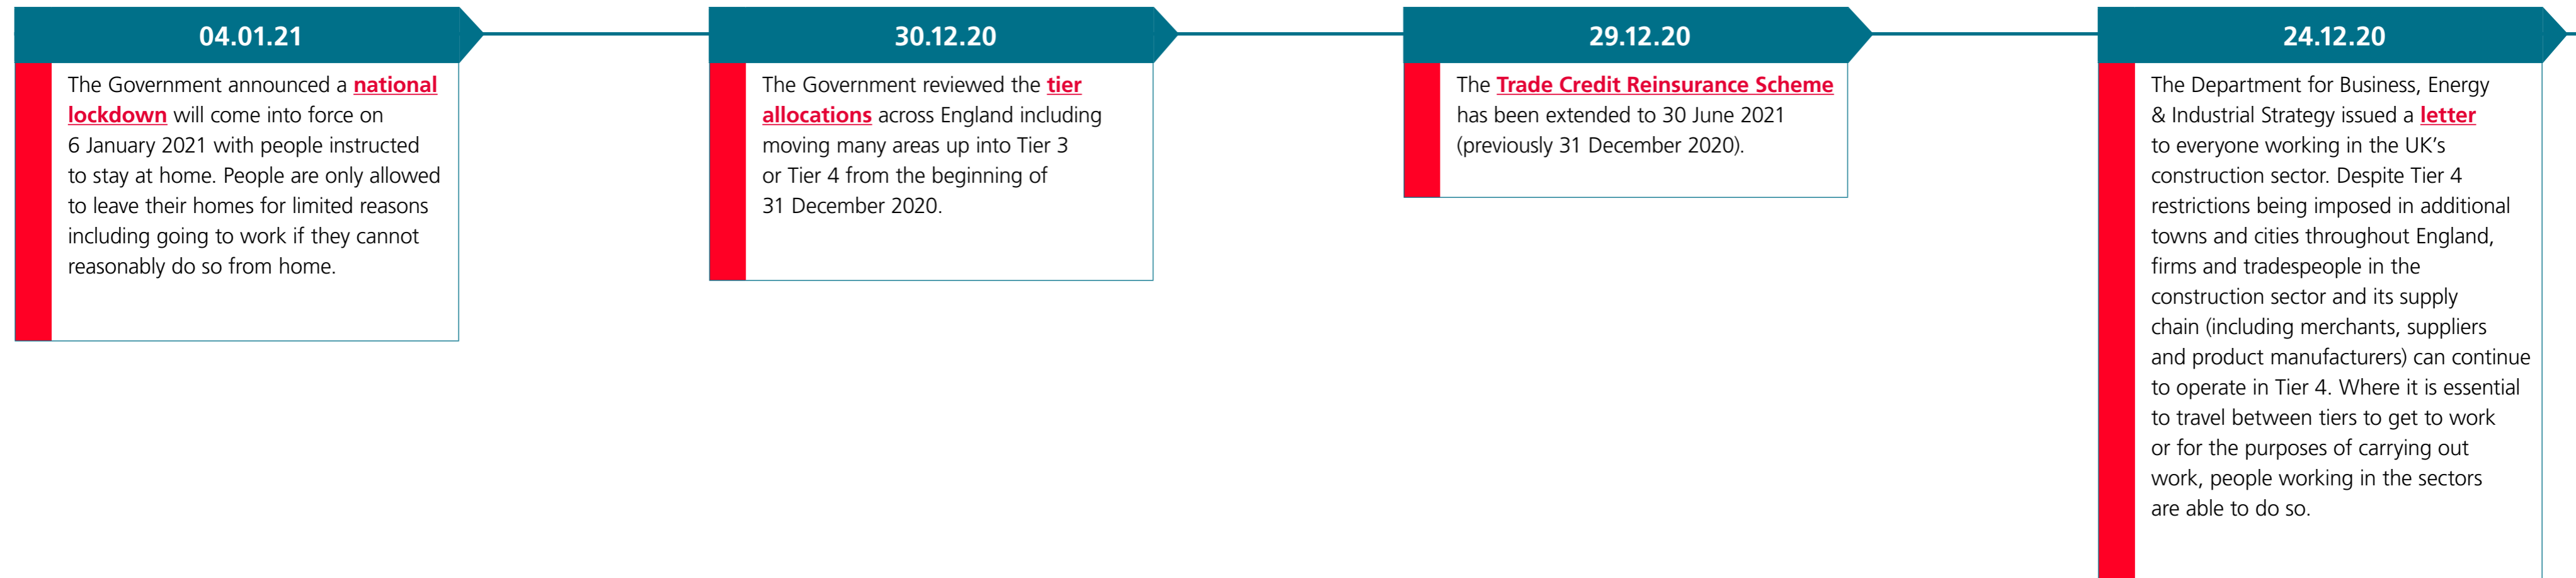 04.01.21
The Government announced a national
lockdown will come into force on
6 January 2021 with people instructed
to stay at home. People are only allowed
to leave their homes for limited reasons
including going to work if they cannot
reasonably do so from home.
30.12.20
The Government reviewed the tier
allocations across England including
moving many areas up into Tier 3
or Tier 4 from the beginning of
31 December 2020.
29.12.20
The Trade Credit Reinsurance Scheme
has been extended to 30 June 2021
(previously 31 December 2020).
24.12.20
The Department for Business, Energy
& Industrial Strategy issued a letter
to everyone working in the UK’s
construction sector. Despite Tier 4
restrictions being imposed in additional
towns and cities throughout England,
firms and tradespeople in the
construction sector and its supply
chain (including merchants, suppliers
and product manufacturers) can continue
to operate in Tier 4. Where it is essential
to travel between tiers to get to work
or for the purposes of carrying out
work, people working in the sectors
are able to do so.